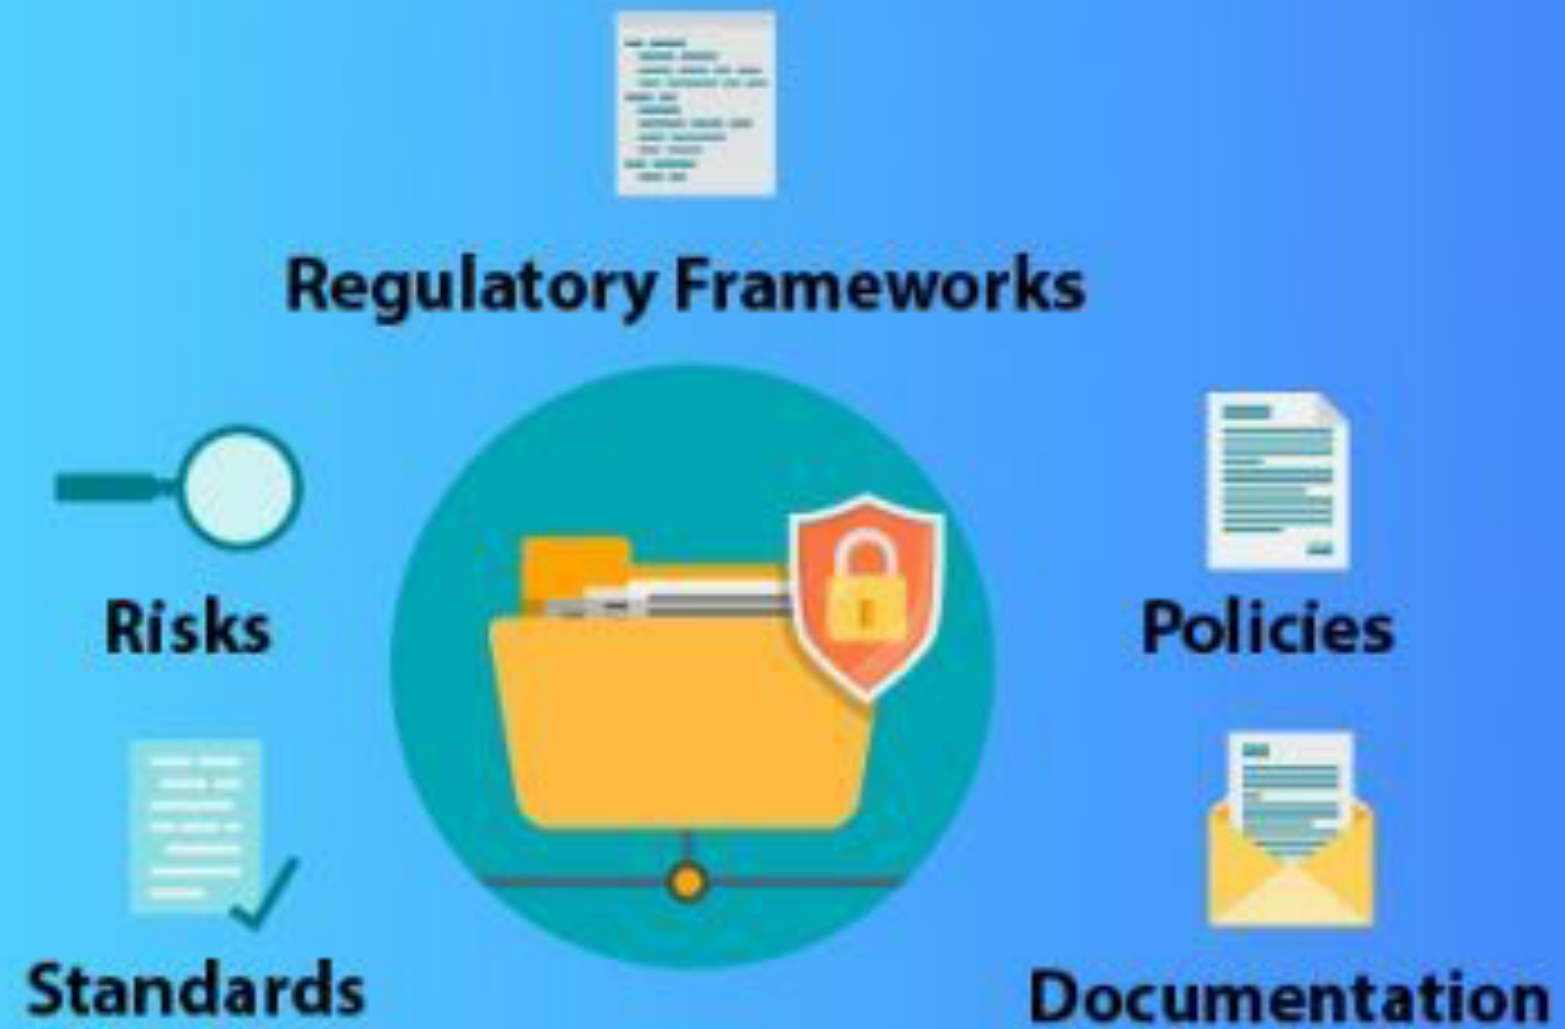 Regulatory Frameworks
Risks
Policies
Standards
Documentation